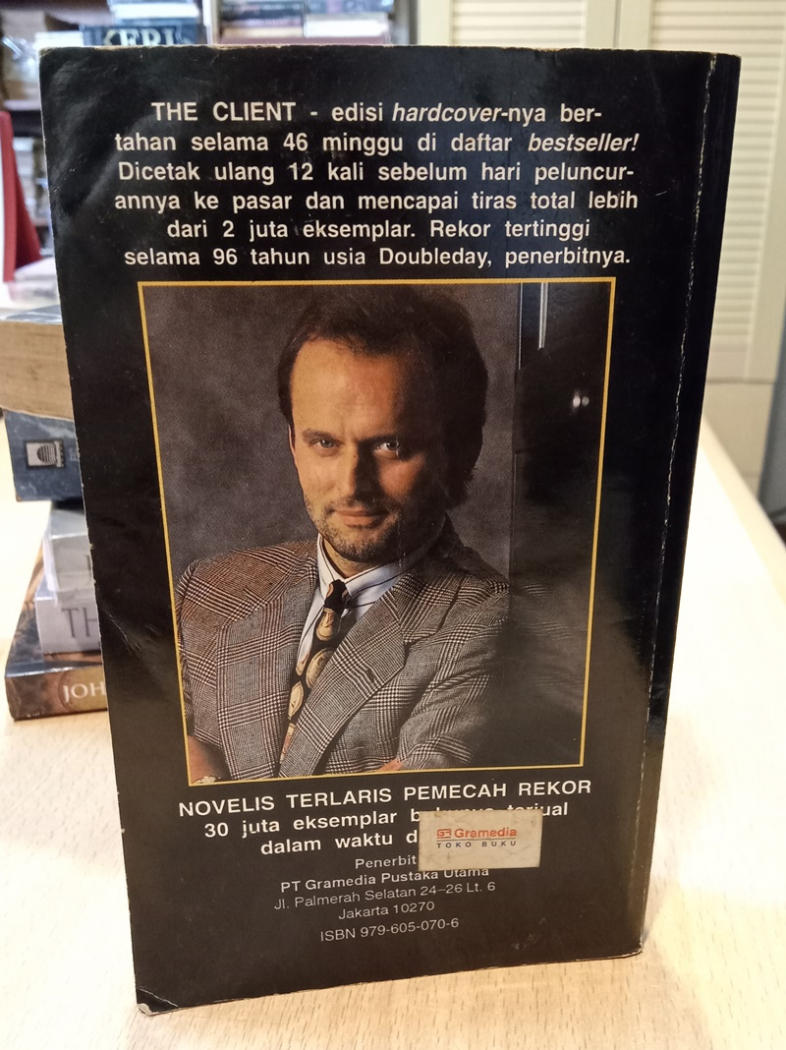 KERI
THE CLIENT - edisi hardcover-nya ber-
tahan selama 46 minggu di daftar bestseller!
Dicetak ulang 12 kali sebelum hari peluncur-
annya ke pasar dan mencapai tiras total lebih
dari 2 juta eksemplar. Rekor tertinggi
selama 96 tahun usia Doubleday, penerbitnya.
NOVELIS TERLARIS PEMECAH REKOR
30 juta eksemplar
dalam waktu
Gramedia
TOKO BUKU
Penerbit
PT Gramedia Pustaka Utama
Jl. Palmerah Selatan 24-26 Lt. 6
Jakarta 10270
ISBN 979-605-070-6
TH
JOH